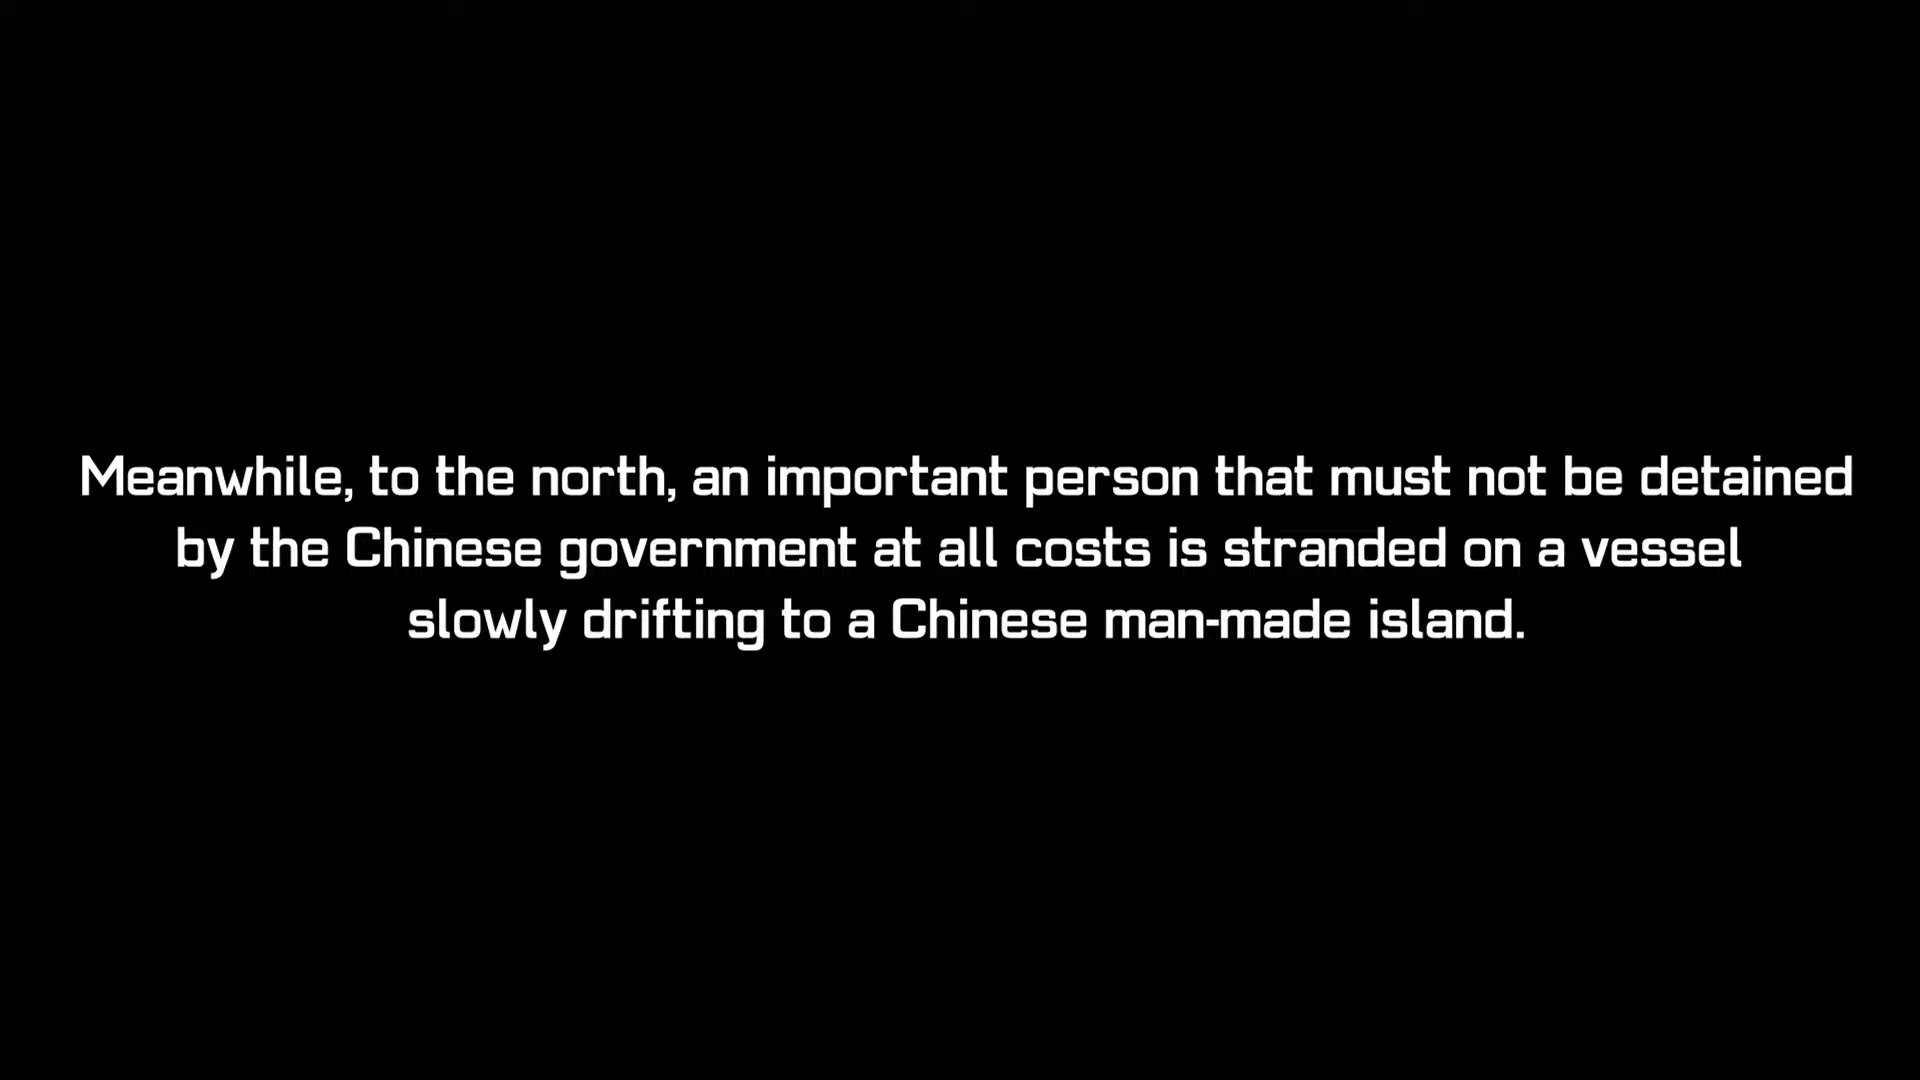 Meanwhile, to the north, an important person that must not be detained
by the Chinese government at all costs is stranded on a vessel
slowly drifting to a Chinese man-made island.